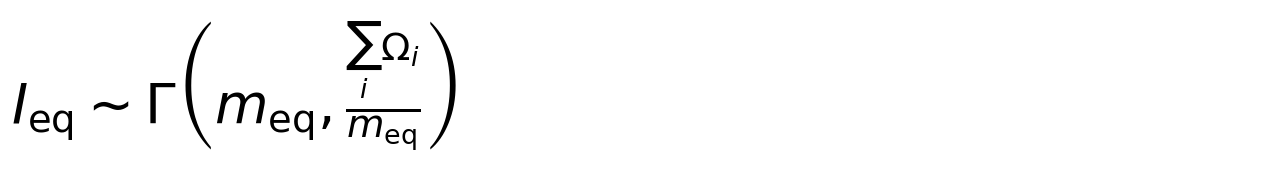 I_eq ~ Γ(m_eq, ∑_i Ω_i / m_eq)